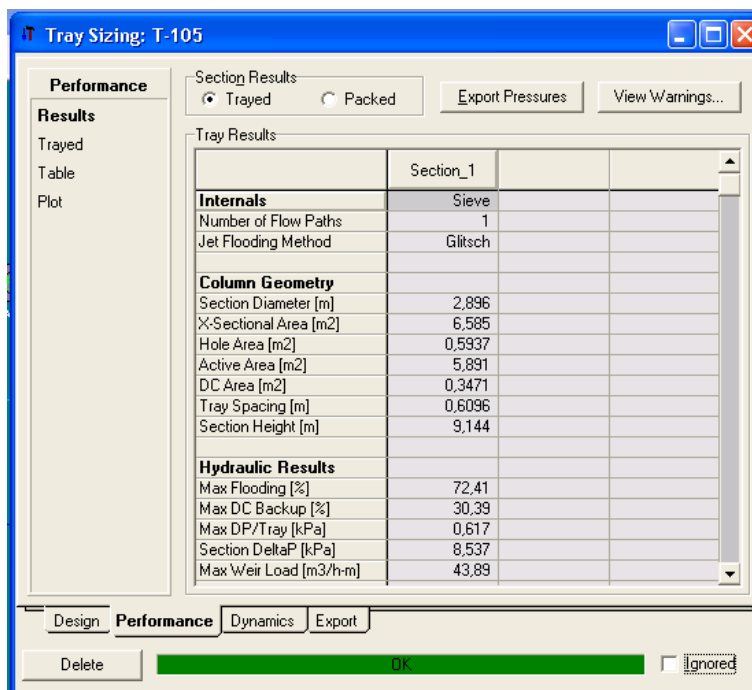 Tray Sizing: T-105
Performance
Results
Trayed
Table
Plot
Section Results
Trayed
Packed
Export Pressures
View Warnings...
Tray Results
Section_1
Internals Sieve
Number of Flow Paths 1
Jet Flooding Method Glitsch
Column Geometry
Section Diameter [m] 2,896
X-Sectional Area [m2] 6,585
Hole Area [m2] 0,5937
Active Area [m2] 5,891
DC Area [m2] 0,3471
Tray Spacing [m] 0,6096
Section Height [m] 9,144
Hydraulic Results
Max Flooding [%] 72,41
Max DC Backup [%] 30,39
Max DP/Tray [kPa] 0,617
Section DeltaP [kPa] 8,537
Max Weir Load [m3/h-m] 43,89
Design Performance Dynamics Export
Delete OK Ignored